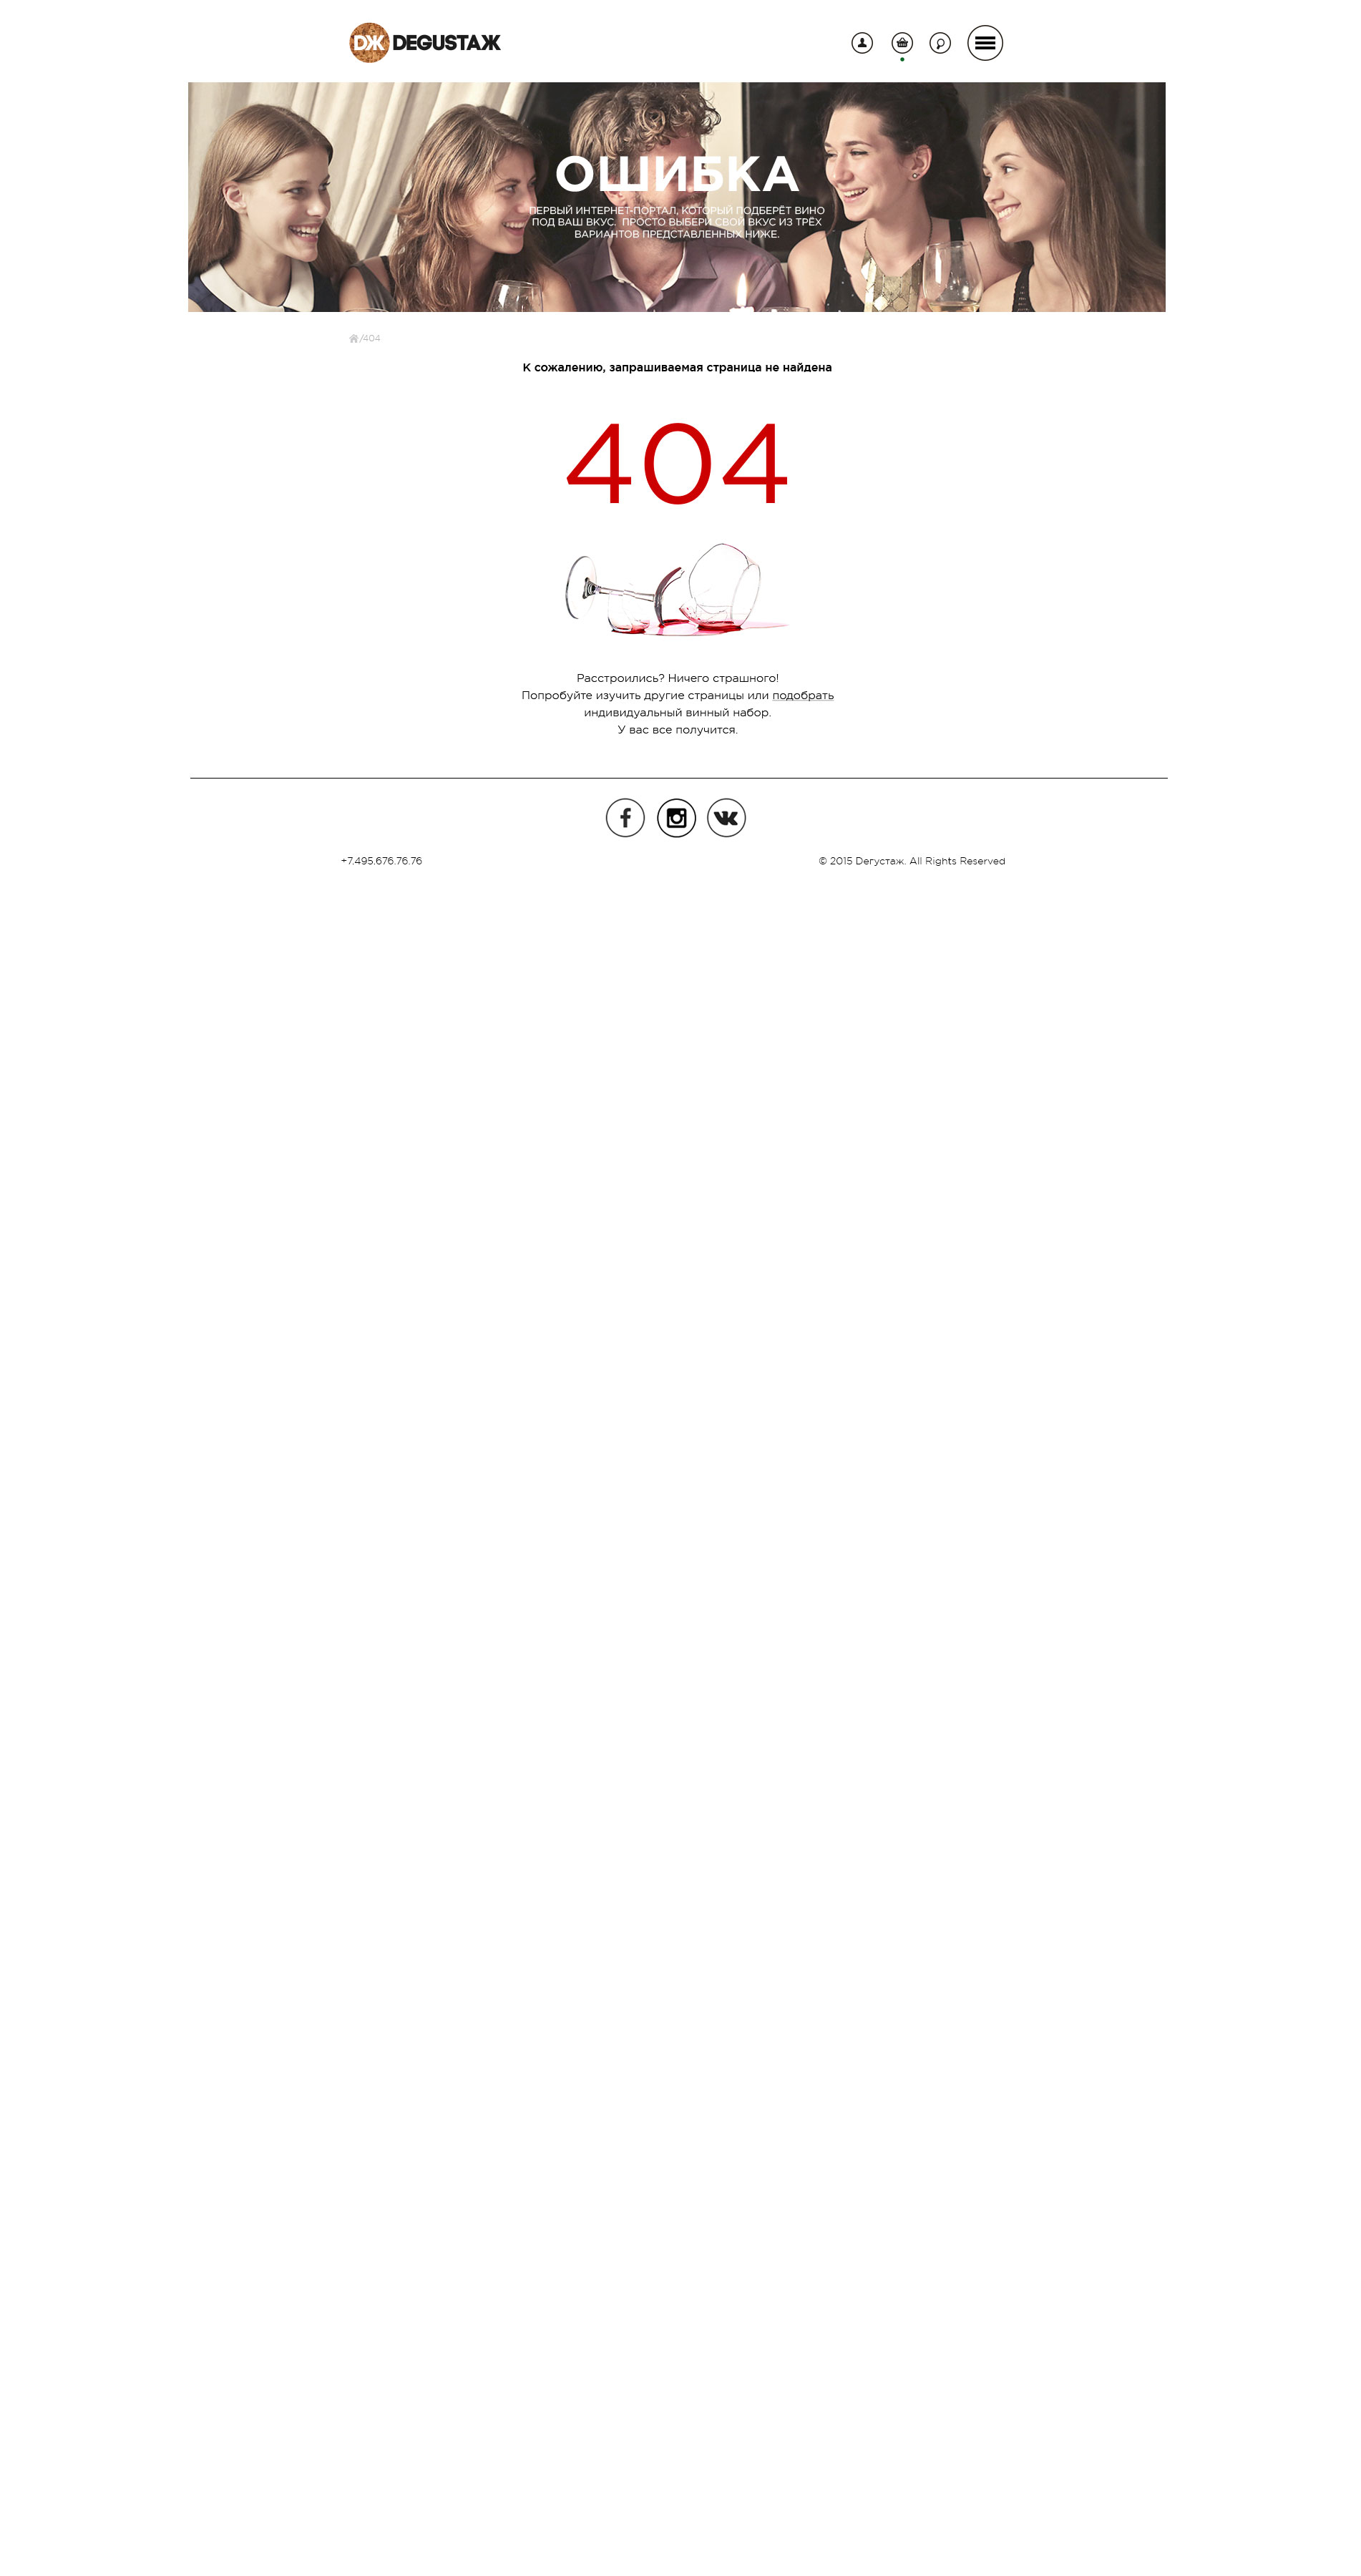 DЖ DEGUSTAЖ
ОШИБКА
ПЕРВЫЙ ИНТЕРНЕТ-ПОРТАЛ, КОТОРЫЙ ПОДБЕРЁТ ВИНО
ПОД ВАШ ВКУС. ПРОСТО ВЫБЕРИ СВОЙ ВКУС ИЗ ТРЁХ
ВАРИАНТОВ ПРЕДСТАВЛЕННЫХ НИЖЕ.
/404
К сожалению, запрашиваемая страница не найдена
404
Расстроились? Ничего страшного!
Попробуйте изучить другие страницы или подобрать
индивидуальный винный набор.
У вас все получится.
+7.495.676.76.76
© 2015 Dегустаж. All Rights Reserved